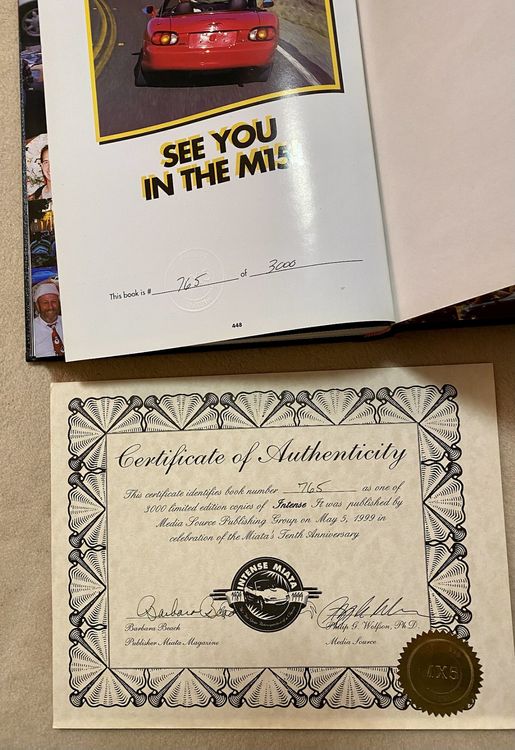 SEE YOU
IN THE M15
This book is # 765 of 3000
448
Certificate of Authenticity
This certificate identifies book number 765 as one of
3000 limited edition copies of Intense It was published by
Media Source Publishing Group on May 5, 1999 in
celebration of the Miata's Tenth Anniversary
INTENSE MIATA
Barbara Beach
Barbara Beach
Publisher Miata Magazine
Philip G. Wolfson, Ph.D.
Media Source
MX5